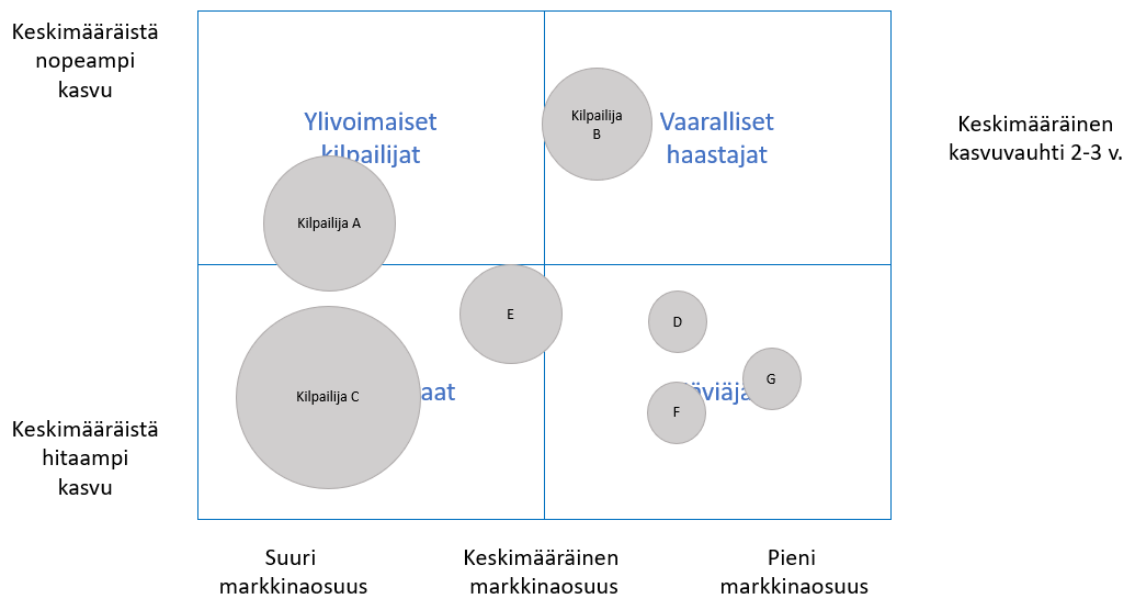 Keskimääräistä
nopeampi
kasvu
Ylivoimaiset
kilpailijat
Kilpailija
B
Vaaralliset
haastajat
Keskimääräinen
kasvuvauhti 2-3 v.
Kilpailija A
E
D
G
F
Kilpailija C
Keskimääräistä
hitaampi
kasvu
Suuri
markkinaosuus
Keskimääräinen
markkinaosuus
Pieni
markkinaosuus